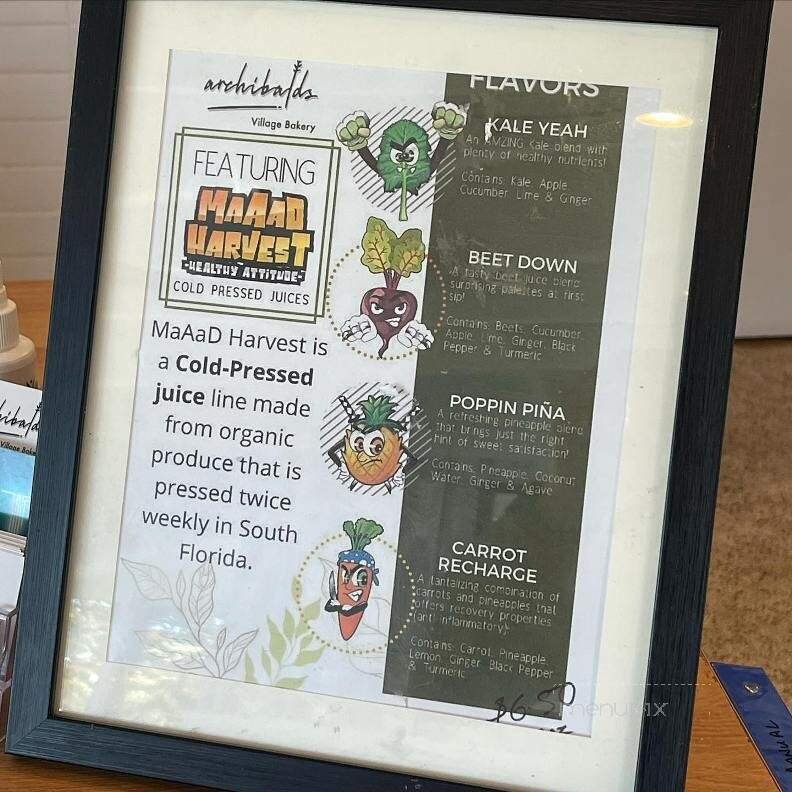 archibalds
Village Bakery
FEATURING
MAAAD
HARVEST
-HEALTHY ATTITUDE-
COLD PRESSED JUICES
MaAaD Harvest is
a Cold-Pressed
juice line made
from organic
produce that is
pressed twice
weekly in South
Florida.
FLAVORS
KALE YEAH
An AMZING Kale blend with
plenty of healthy nutrients!
Contains: Kale, Apple
Cucumber, Lime & Ginger
BEET DOWN
A tasty beet juice blend
surprising palettes at first
sip!
Contains: Beets, Cucumber,
Apple, Lime, Ginger, Black
Pepper & Turmeric
POPPIN PIÑA
A refreshing pineapple blend
that brings just the right
hint of sweet satisfaction!
Contains: Pineapple, Coconut
Water, Ginger & Agave
CARROT
RECHARGE
A tantalizing combination of
carrots and pineapples that
offers recovery properties
(anti inflammatory).
Contains: Carrot, Pineapple,
Lemon, Ginger Black Pepper
& Turmeric
$6.50
menuPIX
Village Bake